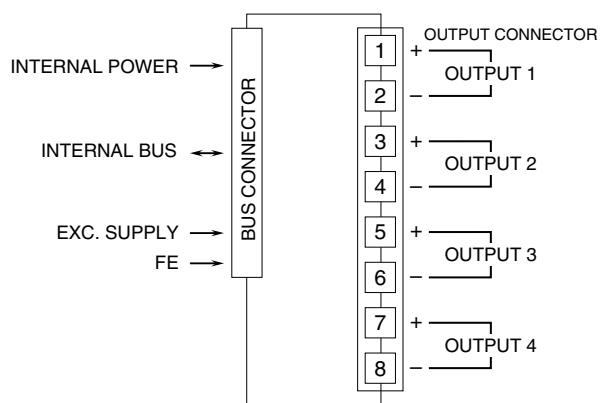 OUTPUT CONNECTOR
INTERNAL POWER
INTERNAL BUS
EXC. SUPPLY
FE
BUS CONNECTOR
1 +
OUTPUT 1
2 –
3 +
OUTPUT 2
4 –
5 +
OUTPUT 3
6 –
7 +
OUTPUT 4
8 –